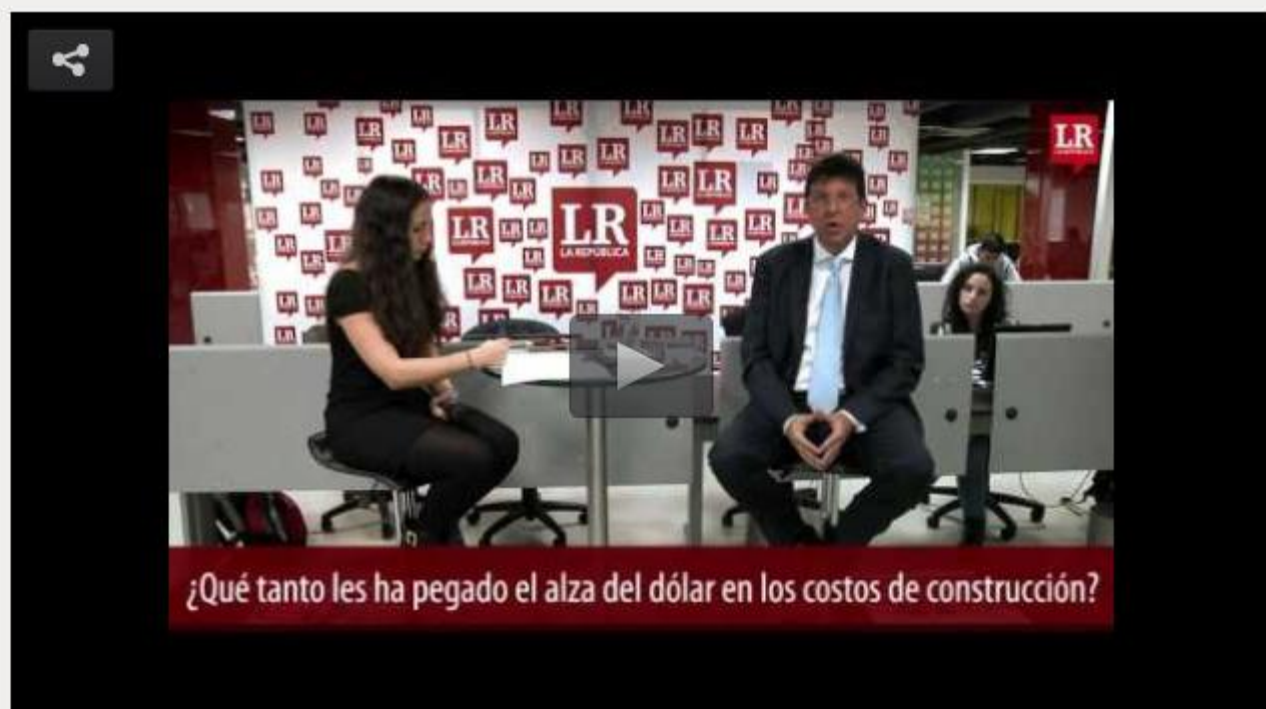 LR
LR
LA REPÚBLICA
¿Qué tanto les ha pegado el alza del dólar en los costos de construcción?